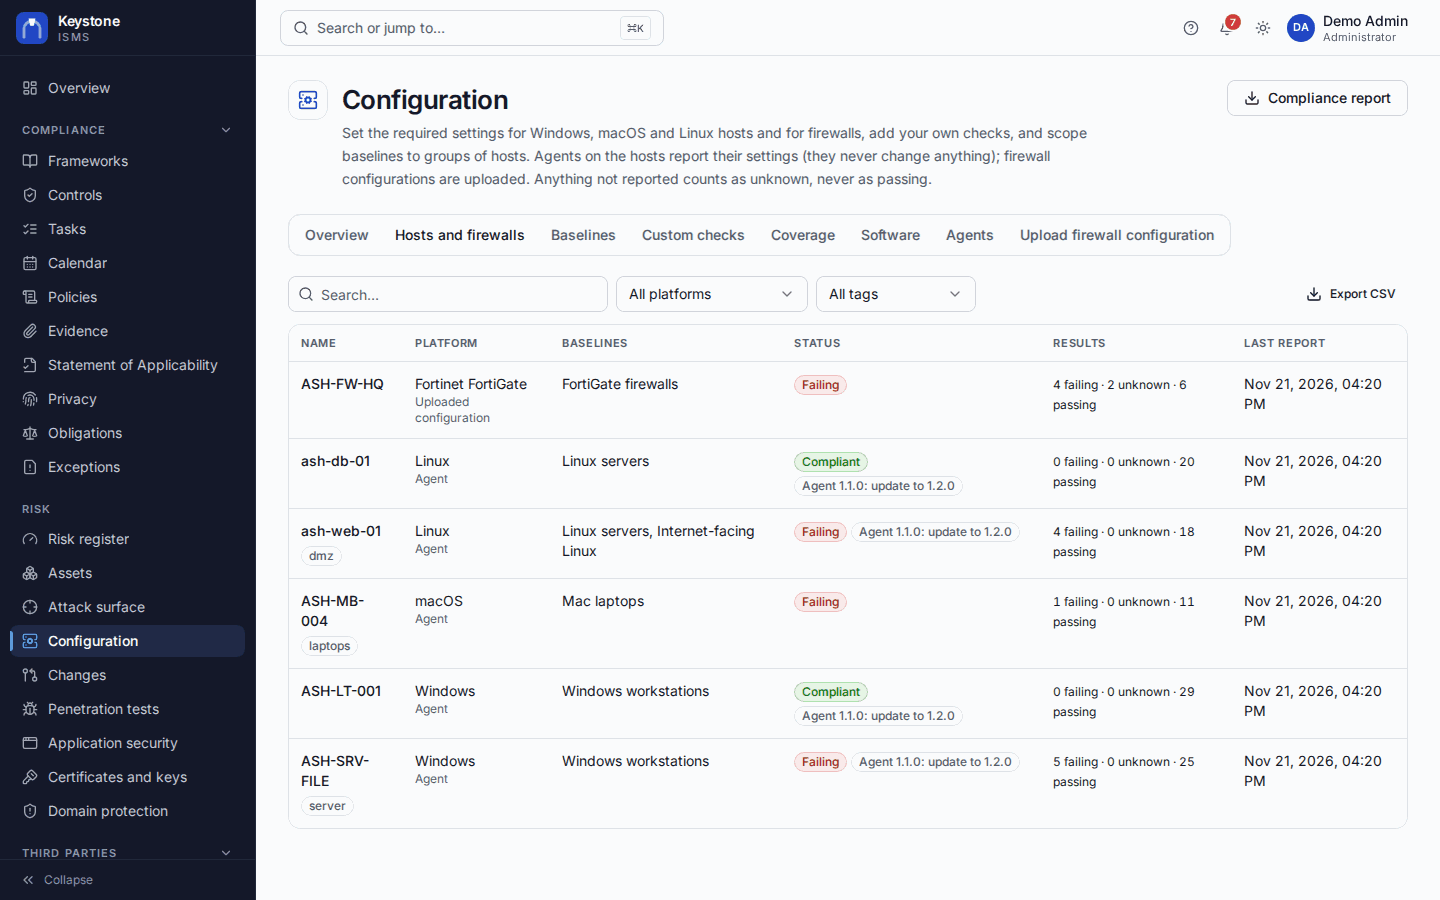 Keystone
ISMS
Overview
COMPLIANCE
Frameworks
Controls
Tasks
Calendar
Policies
Evidence
Statement of Applicability
Privacy
Obligations
Exceptions
RISK
Risk register
Assets
Attack surface
Configuration
Changes
Penetration tests
Application security
Certificates and keys
Domain protection
THIRD PARTIES
Collapse
Search or jump to...
⌘K
7
DA
Demo Admin
Administrator
Configuration
Compliance report
Set the required settings for Windows, macOS and Linux hosts and for firewalls, add your own checks, and scope
baselines to groups of hosts. Agents on the hosts report their settings (they never change anything); firewall
configurations are uploaded. Anything not reported counts as unknown, never as passing.
Overview Hosts and firewalls Baselines Custom checks Coverage Software Agents Upload firewall configuration
Search... All platforms All tags Export CSV
NAME PLATFORM BASELINES STATUS RESULTS LAST REPORT
ASH-FW-HQ Fortinet FortiGate FortiGate firewalls Failing 4 failing · 2 unknown · 6 Nov 21, 2026, 04:20
Uploaded passing PM
configuration
ash-db-01 Linux Linux servers Compliant 0 failing · 0 unknown · 20 Nov 21, 2026, 04:20
Agent Agent 1.1.0: update to 1.2.0 passing PM
ash-web-01 Linux Linux servers, Internet-facing Failing Agent 1.1.0: update to 1.2.0 4 failing · 0 unknown · 18 Nov 21, 2026, 04:20
dmz Agent Linux passing PM
ASH-MB- macOS Mac laptops Failing 1 failing · 0 unknown · 11 Nov 21, 2026, 04:20
004 Agent passing PM
laptops
ASH-LT-001 Windows Windows workstations Compliant 0 failing · 0 unknown · 29 Nov 21, 2026, 04:20
Agent Agent 1.1.0: update to 1.2.0 passing PM
ASH-SRV- Windows Windows workstations Failing Agent 1.1.0: update to 1.2.0 5 failing · 0 unknown · 25 Nov 21, 2026, 04:20
FILE Agent passing PM
server